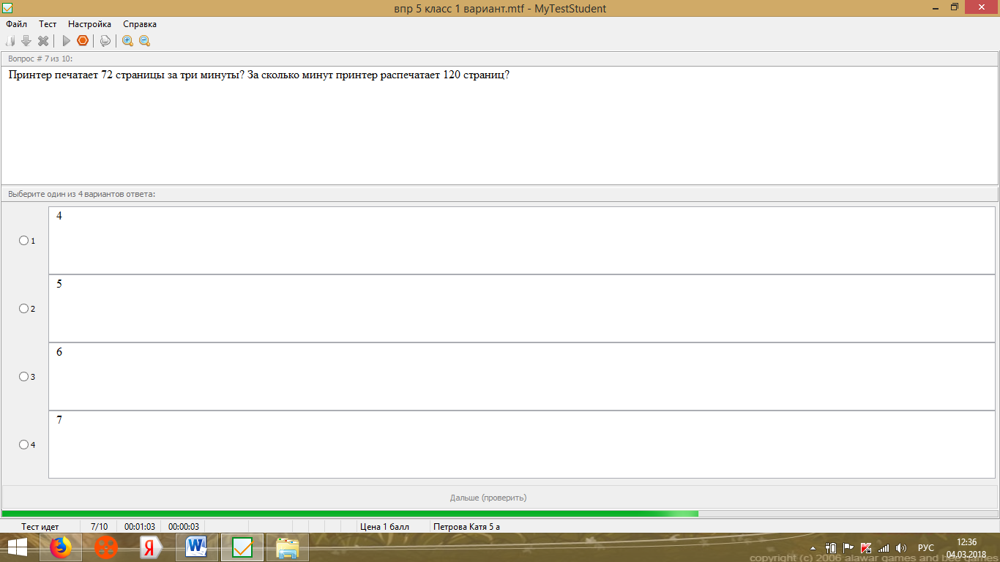 впр 5 класс 1 вариант.mtf - MyTestStudent
Файл Тест Настройка Справка
Вопрос # 7 из 10:
Принтер печатает 72 страницы за три минуты? За сколько минут принтер распечатает 120 страниц?
Выберите один из 4 вариантов ответа:
1 4
2 5
3 6
4 7
Дальше (проверить)
Тест идет 7/10 00:01:03 00:00:03 Цена 1 балл Петрова Катя 5 а
РУС 12:36
04.03.2018
copyright (c) 2006 alawar games and bee games